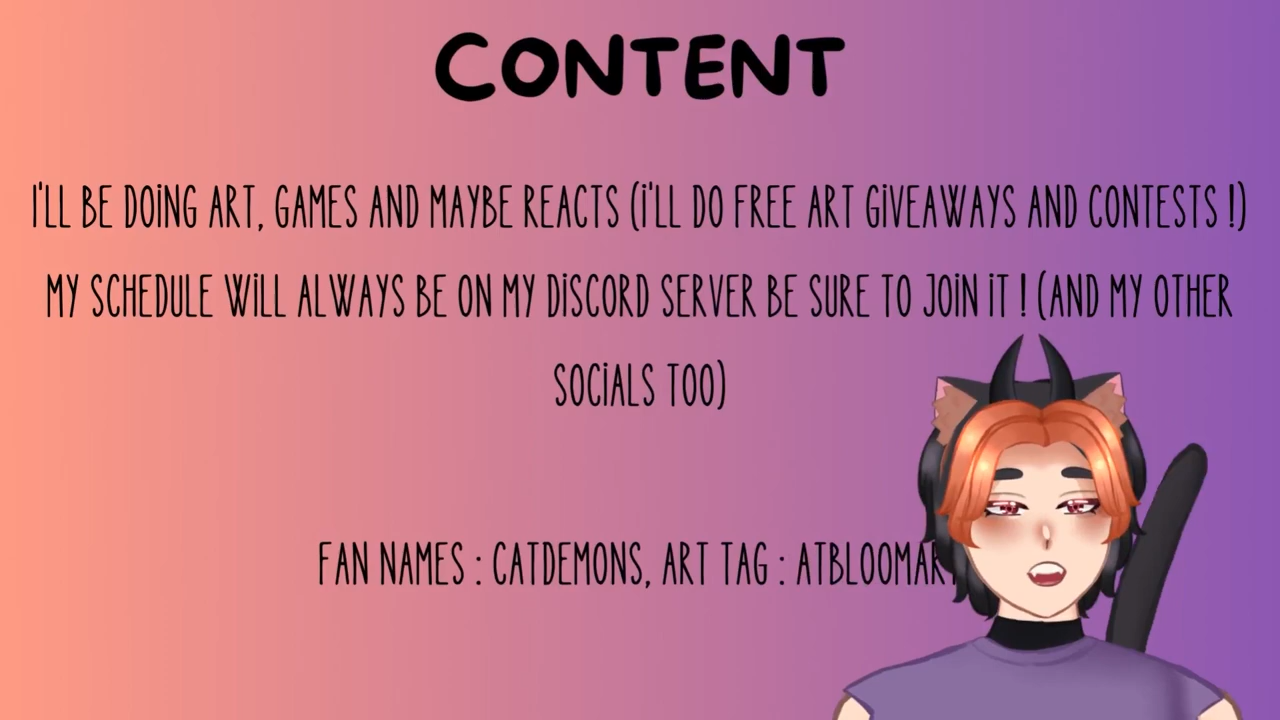 CONTENT
I'LL BE DOING ART, GAMES AND MAYBE REACTS (I'LL DO FREE ART GIVEAWAYS AND CONTESTS !)
MY SCHEDULE WILL ALWAYS BE ON MY DISCORD SERVER BE SURE TO JOIN IT ! (AND MY OTHER
SOCIALS TOO)
FAN NAMES : CATDEMONS, ART TAG :